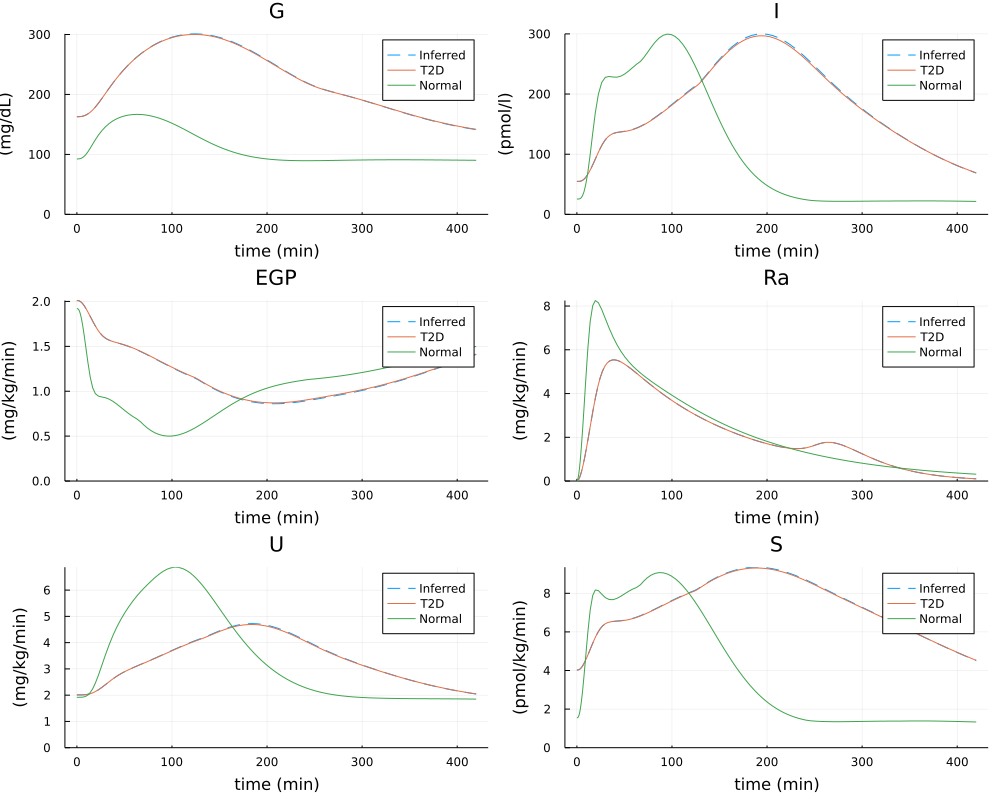 G
300
200
100
0
(mg/dL)
0 100 200 300 400
time (min)
Inferred
T2D
Normal
I
300
200
100
0
(pmol/l)
0 100 200 300 400
time (min)
Inferred
T2D
Normal
EGP
2.0
1.5
1.0
0.5
0.0
(mg/kg/min)
0 100 200 300 400
time (min)
Inferred
T2D
Normal
Ra
8
6
4
2
0
(mg/kg/min)
0 100 200 300 400
time (min)
Inferred
T2D
Normal
U
6
5
4
3
2
1
0
(mg/kg/min)
0 100 200 300 400
time (min)
Inferred
T2D
Normal
S
8
6
4
2
0
(pmol/kg/min)
0 100 200 300 400
time (min)
Inferred
T2D
Normal